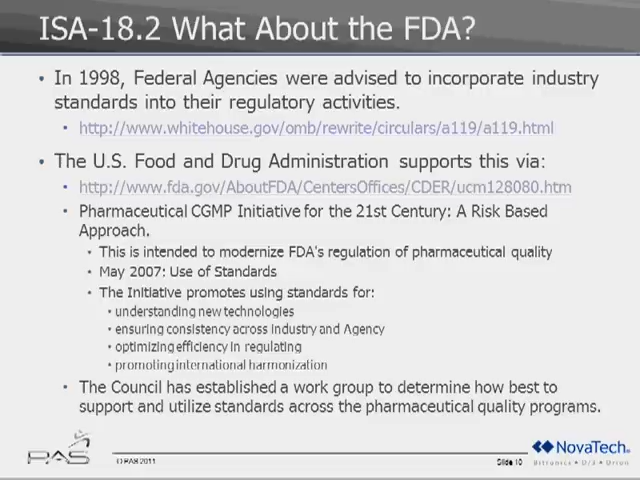 ISA-18.2 What About the FDA?
• In 1998, Federal Agencies were advised to incorporate industry
standards into their regulatory activities.
• http://www.whitehouse.gov/omb/rewrite/circulars/a119/a119.html
• The U.S. Food and Drug Administration supports this via:
• http://www.fda.gov/AboutFDA/CentersOffices/CDER/ucm128080.htm
• Pharmaceutical CGMP Initiative for the 21st Century: A Risk Based
Approach.
• This is intended to modernize FDA's regulation of pharmaceutical quality
• May 2007: Use of Standards
• The Initiative promotes using standards for:
• understanding new technologies
• ensuring consistency across industry and Agency
• optimizing efficiency in regulating
• promoting international harmonization
• The Council has established a work group to determine how best to
support and utilize standards across the pharmaceutical quality programs.
PAS
© PAS 2011
Slide 10
NovaTech
Bitronics • D/3 • Orion